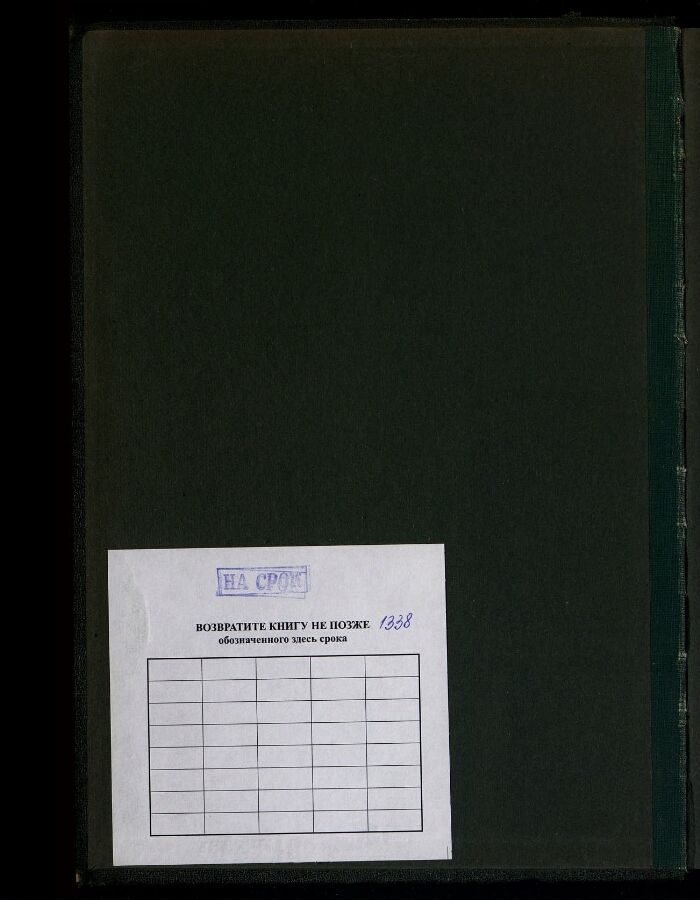 НА СРОК
ВОЗВРАТИТЕ КНИГУ НЕ ПОЗЖЕ 1338
обозначенного здесь срока